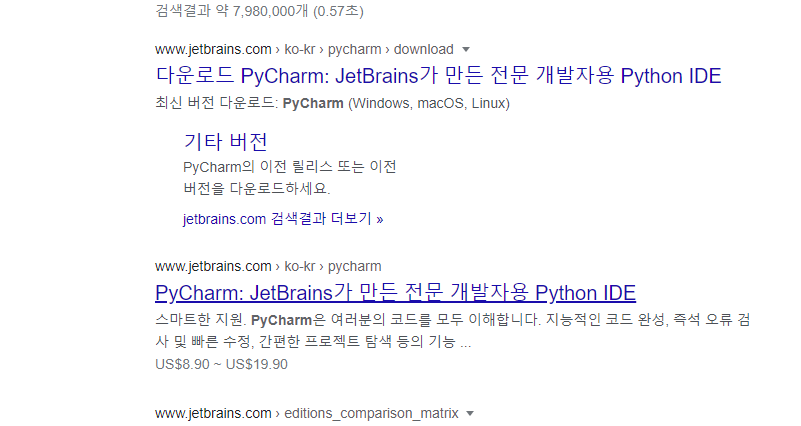 검색결과 약 7,980,000개 (0.57초)
www.jetbrains.com › ko-kr › pycharm › download
다운로드 PyCharm: JetBrains가 만든 전문 개발자용 Python IDE
최신 버전 다운로드: PyCharm (Windows, macOS, Linux)
기타 버전
PyCharm의 이전 릴리스 또는 이전
버전을 다운로드하세요.
jetbrains.com 검색결과 더보기 »
www.jetbrains.com › ko-kr › pycharm
PyCharm: JetBrains가 만든 전문 개발자용 Python IDE
스마트한 지원. PyCharm은 여러분의 코드를 모두 이해합니다. 지능적인 코드 완성, 즉석 오류 검
사 및 빠른 수정, 간편한 프로젝트 탐색 등의 기능 ...
US$8.90 ~ US$19.90
www.jetbrains.com › editions_comparison_matrix